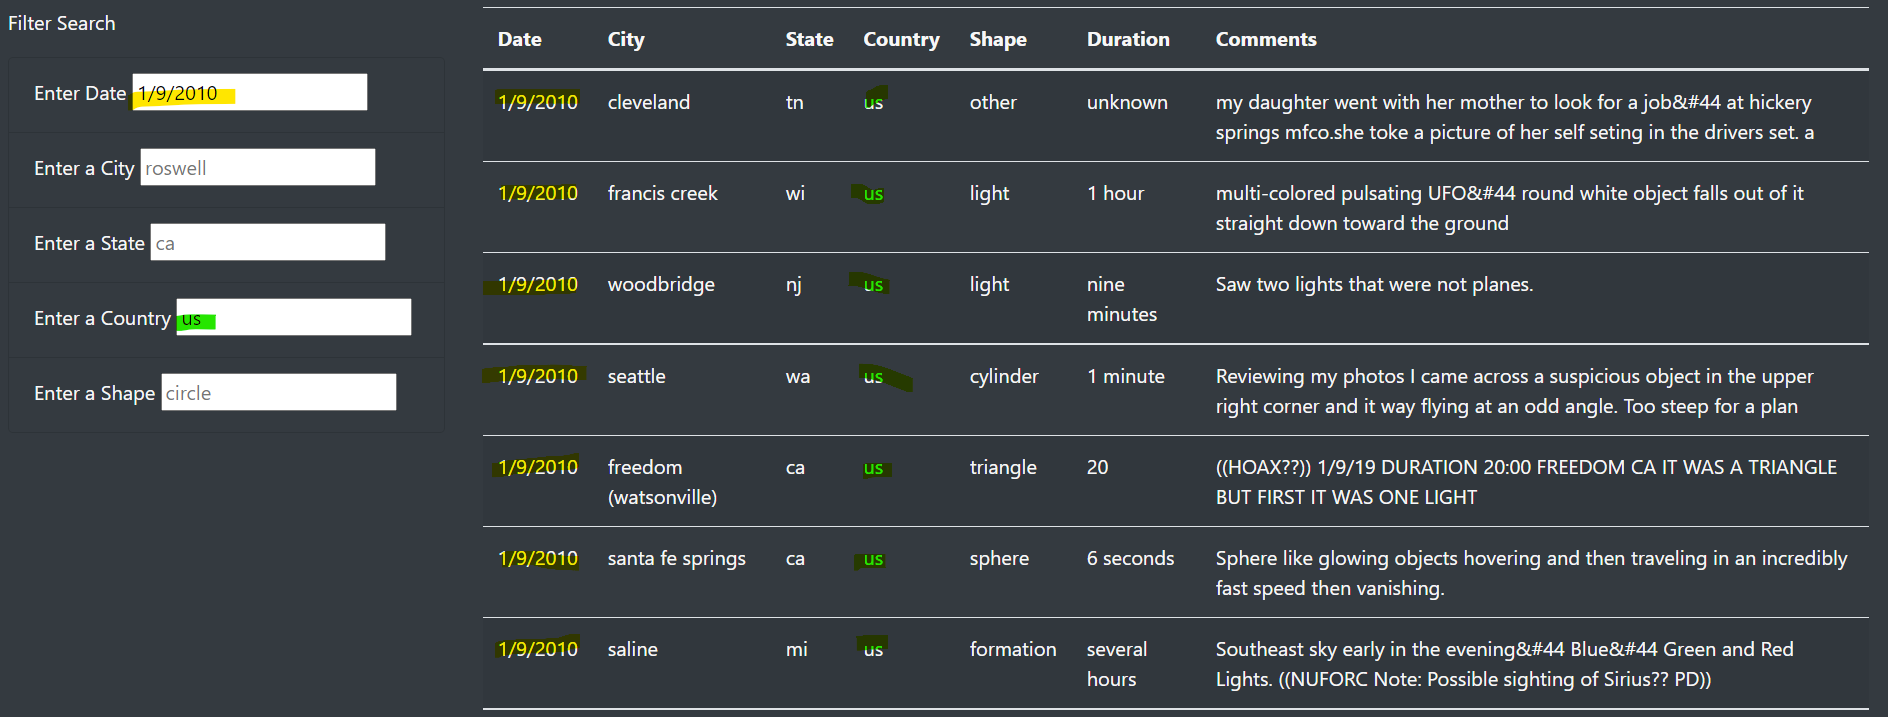 Filter Search
Enter Date 1/9/2010
Enter a City roswell
Enter a State ca
Enter a Country us
Enter a Shape circle
Date City State Country Shape Duration Comments
1/9/2010 cleveland tn us other unknown my daughter went with her mother to look for a job&#44 at hickery
springs mfco.she toke a picture of her self seting in the drivers set. a
1/9/2010 francis creek wi us light 1 hour multi-colored pulsating UFO&#44 round white object falls out of it
straight down toward the ground
1/9/2010 woodbridge nj us light nine Saw two lights that were not planes.
minutes
1/9/2010 seattle wa us cylinder 1 minute Reviewing my photos I came across a suspicious object in the upper
right corner and it way flying at an odd angle. Too steep for a plan
1/9/2010 freedom ca us triangle 20 ((HOAX??)) 1/9/19 DURATION 20:00 FREEDOM CA IT WAS A TRIANGLE
(watsonville) BUT FIRST IT WAS ONE LIGHT
1/9/2010 santa fe springs ca us sphere 6 seconds Sphere like glowing objects hovering and then traveling in an incredibly
fast speed then vanishing.
1/9/2010 saline mi us formation several Southeast sky early in the evening&#44 Blue&#44 Green and Red
hours Lights. ((NUFORC Note: Possible sighting of Sirius?? PD))